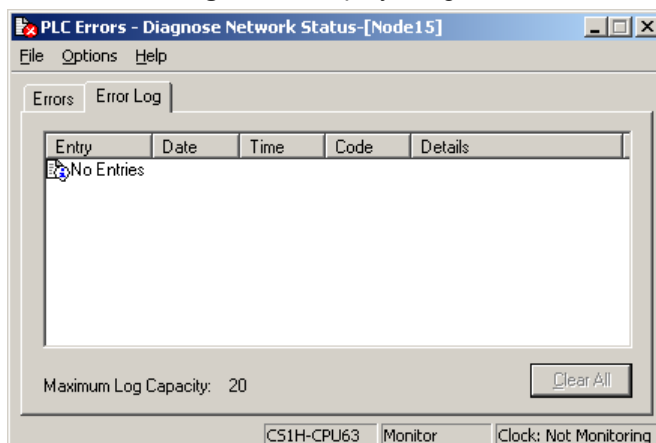 PLC Errors - Diagnose Network Status-[Node15]
File Options Help
Errors Error Log
Entry Date Time Code Details
No Entries
Maximum Log Capacity: 20
Clear All
CS1H-CPU63 Monitor Clock: Not Monitoring